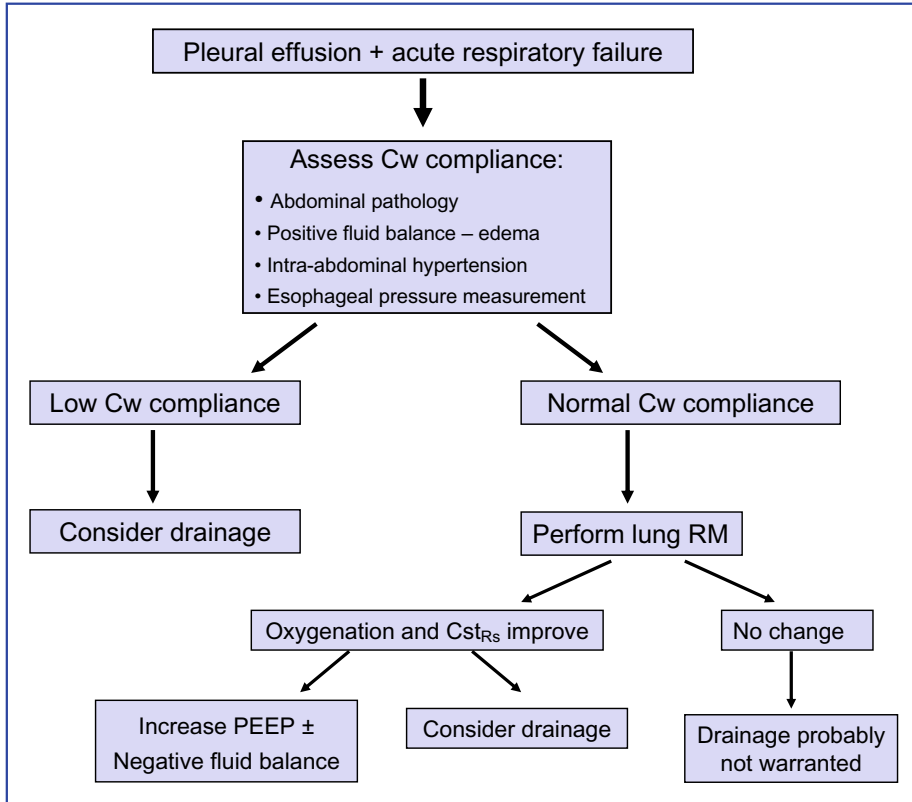 Pleural effusion + acute respiratory failure
Assess Cw compliance:
• Abdominal pathology
• Positive fluid balance – edema
• Intra-abdominal hypertension
• Esophageal pressure measurement
Low Cw compliance
Normal Cw compliance
Consider drainage
Perform lung RM
Oxygenation and CstRs improve
No change
Increase PEEP ±
Negative fluid balance
Consider drainage
Drainage probably
not warranted